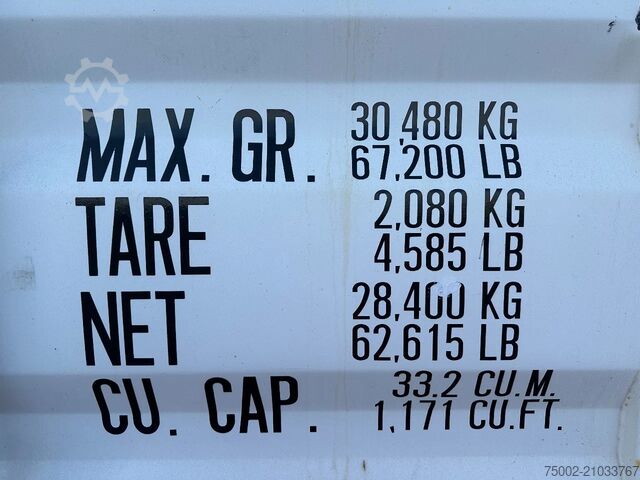 MAX. GR. 30,480 KG
67,200 LB
TARE 2,080 KG
4,585 LB
NET 28,400 KG
62,615 LB
CU. CAP. 33.2 CU.M.
1,171 CU.FT.
75002-21033767